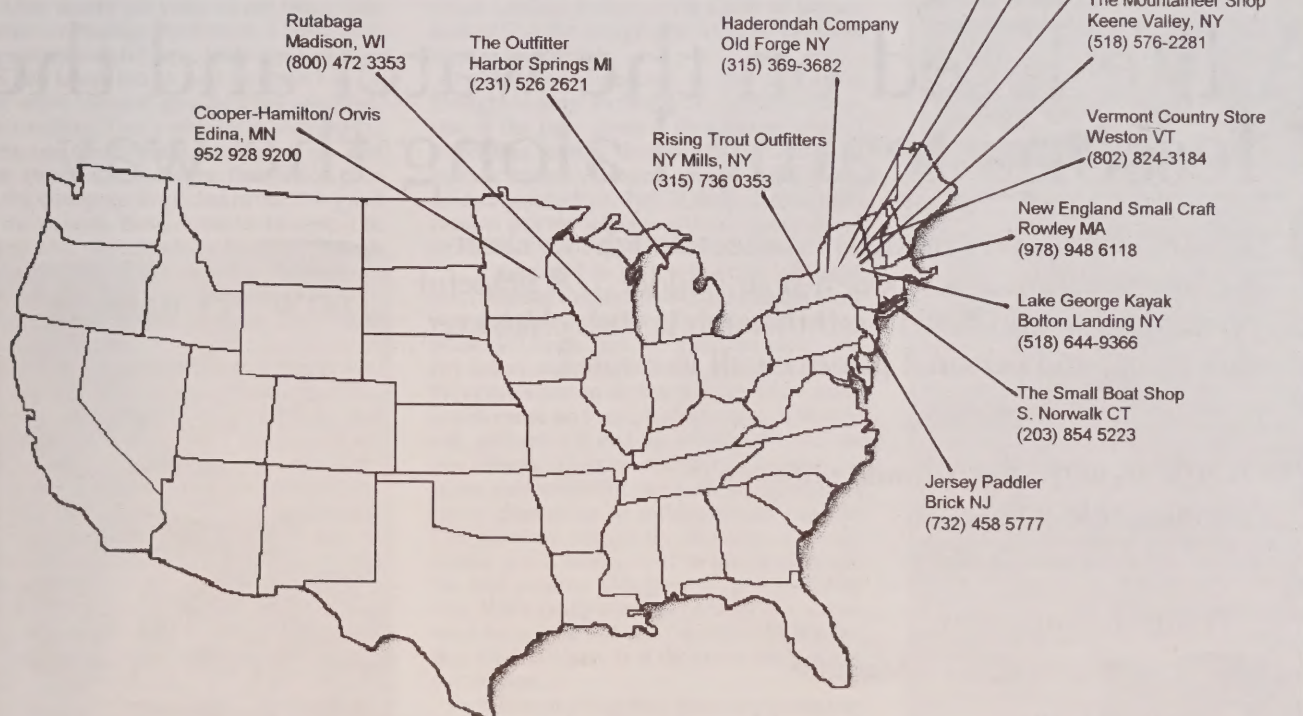 The Mountaineer Shop
Keene Valley, NY
(518) 576-2281
Rutabaga
Madison, WI
(800) 472 3353
The Outfitter
Harbor Springs MI
(231) 526 2621
Haderondah Company
Old Forge NY
(315) 369-3682
Cooper-Hamilton/ Orvis
Edina, MN
952 928 9200
Rising Trout Outfitters
NY Mills, NY
(315) 736 0353
Vermont Country Store
Weston VT
(802) 824-3184
New England Small Craft
Rowley MA
(978) 948 6118
Lake George Kayak
Bolton Landing NY
(518) 644-9366
The Small Boat Shop
S. Norwalk CT
(203) 854 5223
Jersey Paddler
Brick NJ
(732) 458 5777